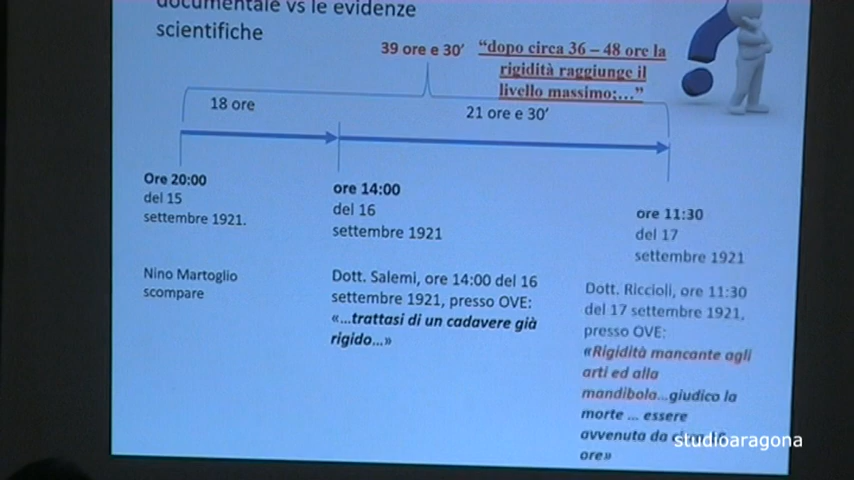 documentale vs le evidenze
scientifiche
39 ore e 30’
“dopo circa 36 – 48 ore la
rigidità raggiunge il
livello massimo;…”
18 ore
21 ore e 30’
Ore 20:00
del 15
settembre 1921.
ore 14:00
del 16
settembre 1921
ore 11:30
del 17
settembre 1921
Nino Martoglio
scompare
Dott. Salemi, ore 14:00 del 16
settembre 1921, presso OVE:
«…trattasi di un cadavere già
rigido…»
Dott. Riccioli, ore 11:30
del 17 settembre 1921,
presso OVE:
«Rigidità mancante agli
arti ed alla
mandibola…giudico la
morte … essere
avvenuta da
ore»
studioaragona